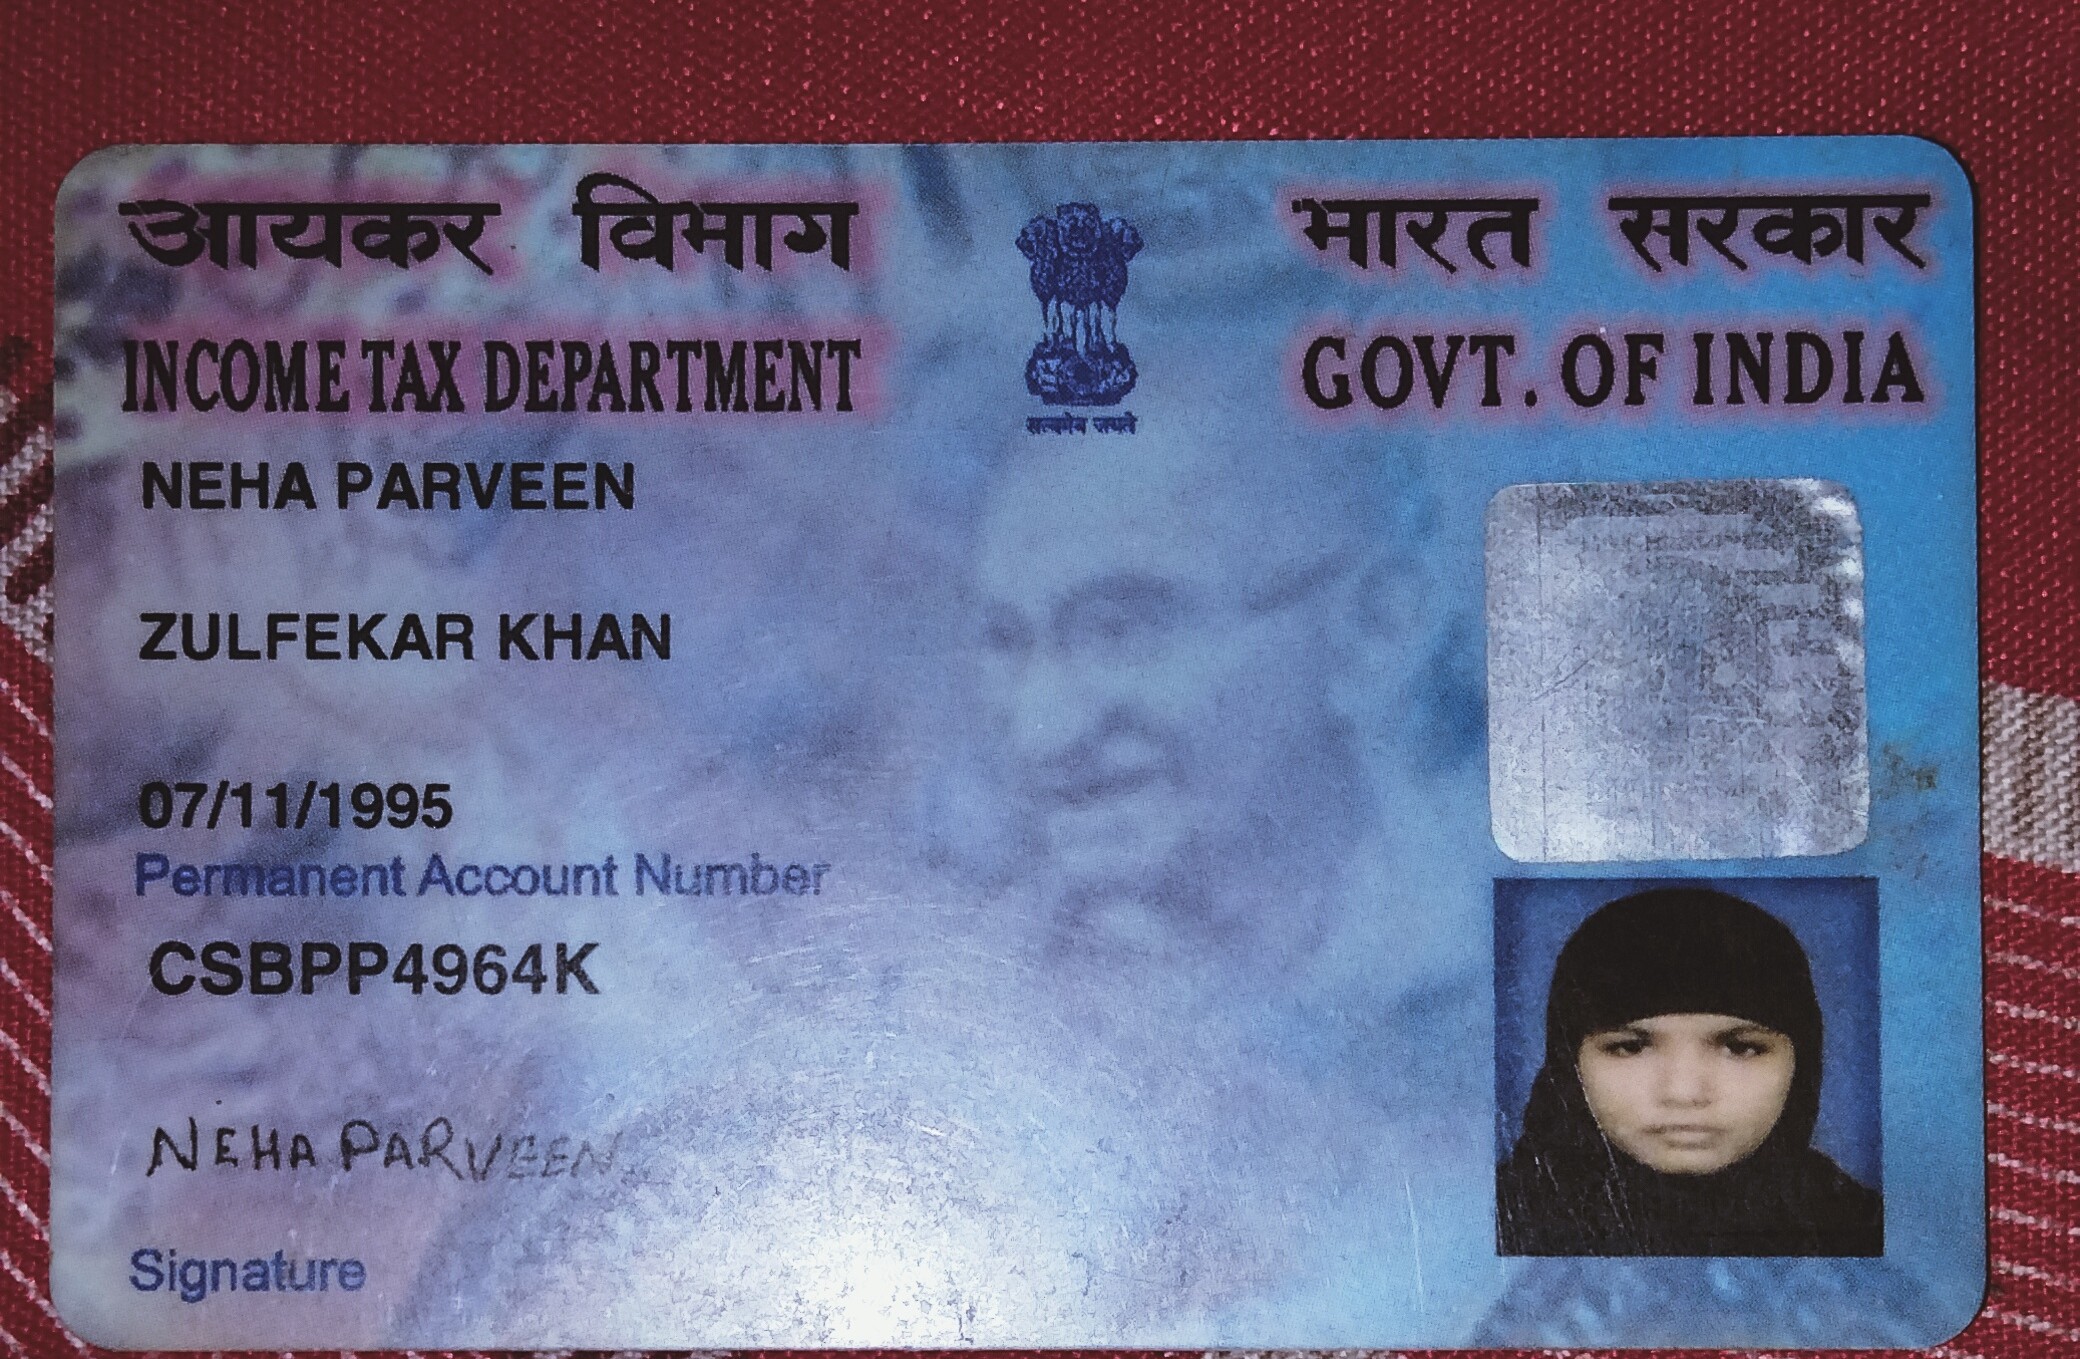 आयकर विभाग
भारत सरकार
INCOME TAX DEPARTMENT
GOVT. OF INDIA
सत्यमेव जयते
NEHA PARVEEN
ZULFEKAR KHAN
07/11/1995
Permanent Account Number
CSBPP4964K
NEHA PARVEEN
Signature